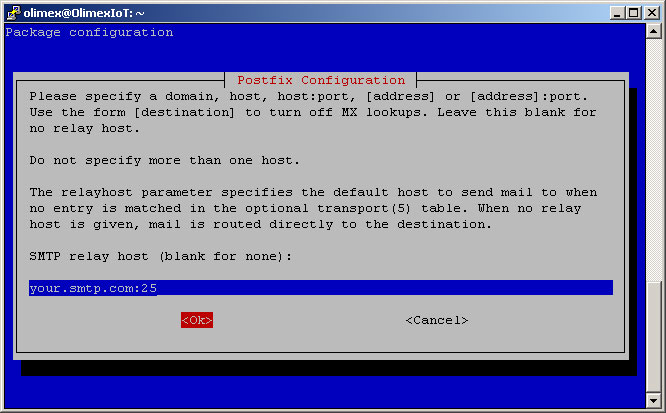 olimex@OlimexIoT: ~
Package configuration
Postfix Configuration
Please specify a domain, host, host:port, [address] or [address]:port.
Use the form [destination] to turn off MX lookups. Leave this blank for
no relay host.
Do not specify more than one host.
The relayhost parameter specifies the default host to send mail to when
no entry is matched in the optional transport(5) table. When no relay
host is given, mail is routed directly to the destination.
SMTP relay host (blank for none):
your.smtp.com:25
<Ok> <Cancel>